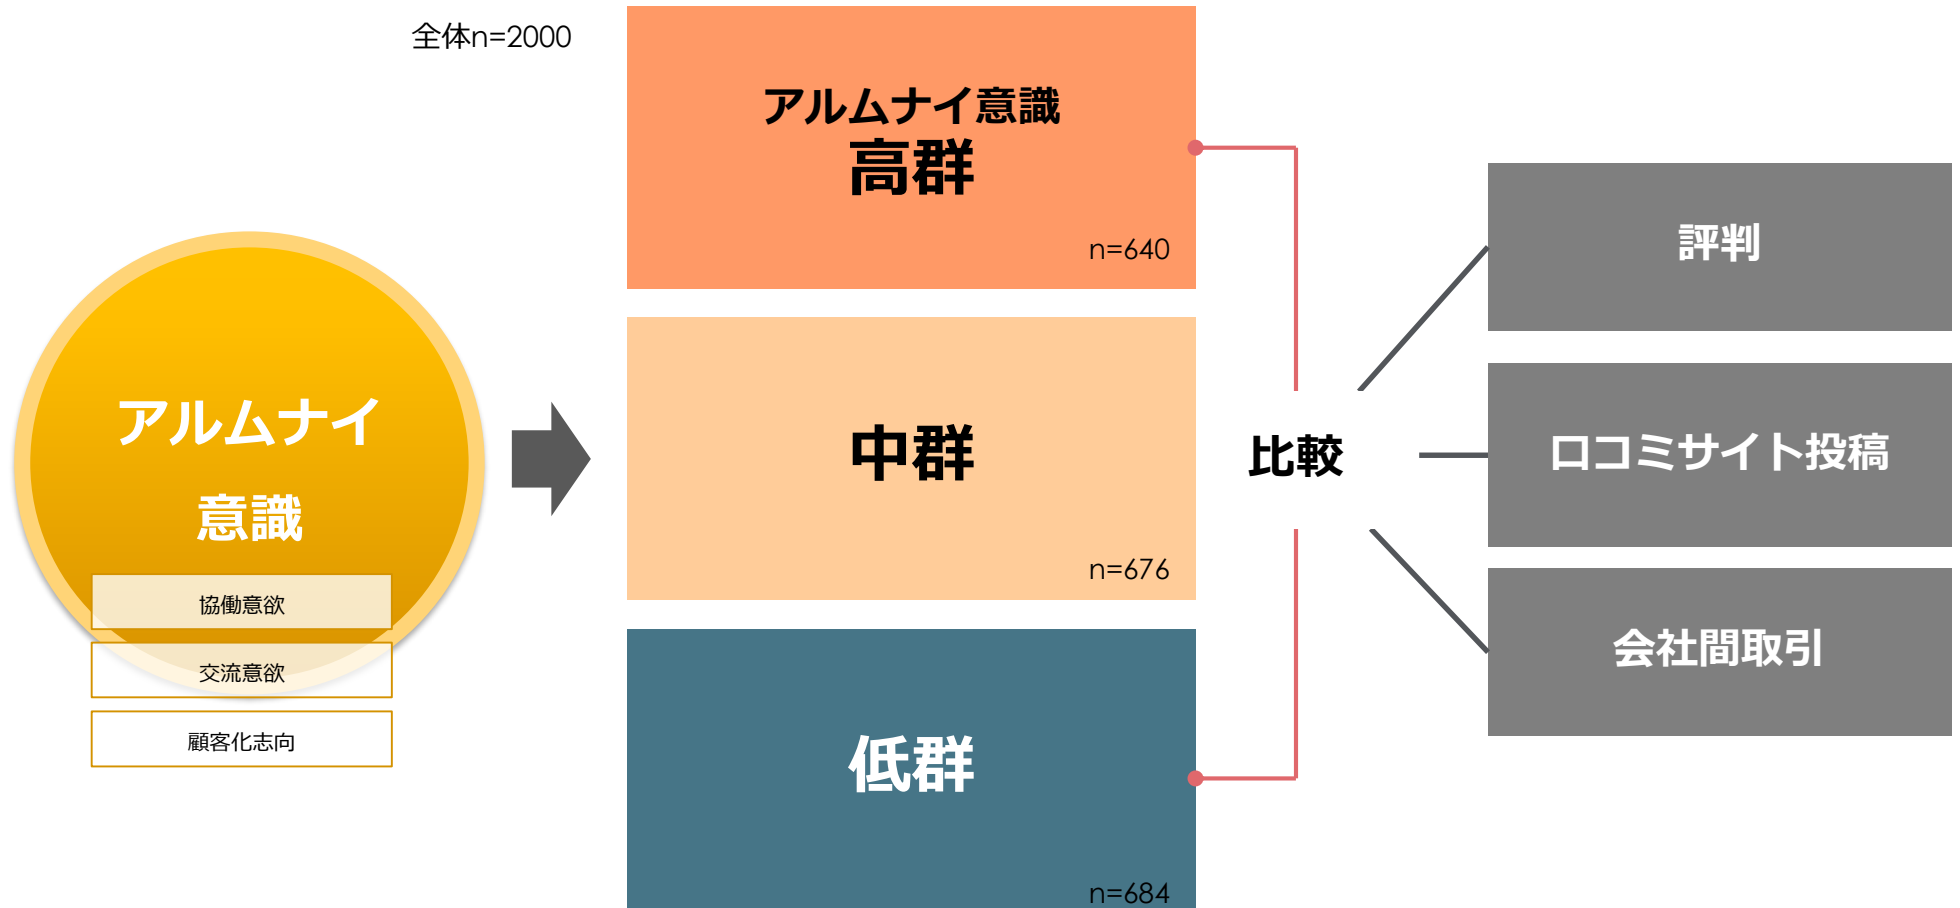 全体n=2000
アルムナイ
意識
協働意欲
交流意欲
顧客化志向
アルムナイ意識
高群
n=640
中群
n=676
低群
n=684
比較
評判
口コミサイト投稿
会社間取引